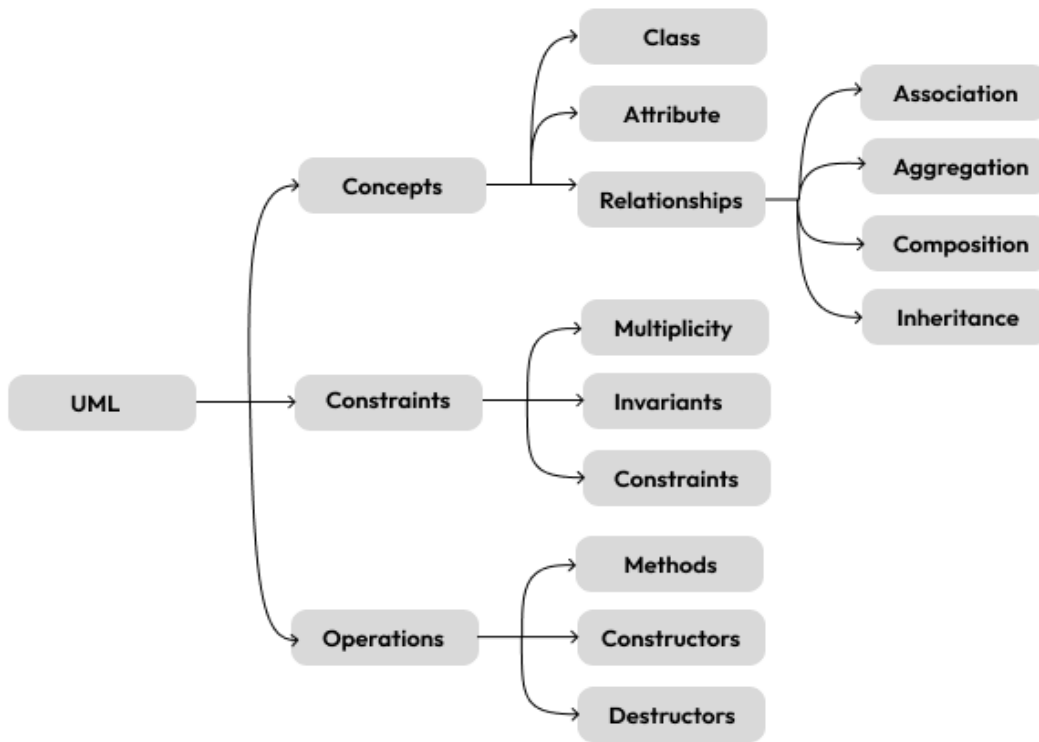 Class
Attribute
Association
Aggregation
Concepts
Relationships
Composition
Inheritance
Multiplicity
UML
Constraints
Invariants
Constraints
Methods
Operations
Constructors
Destructors